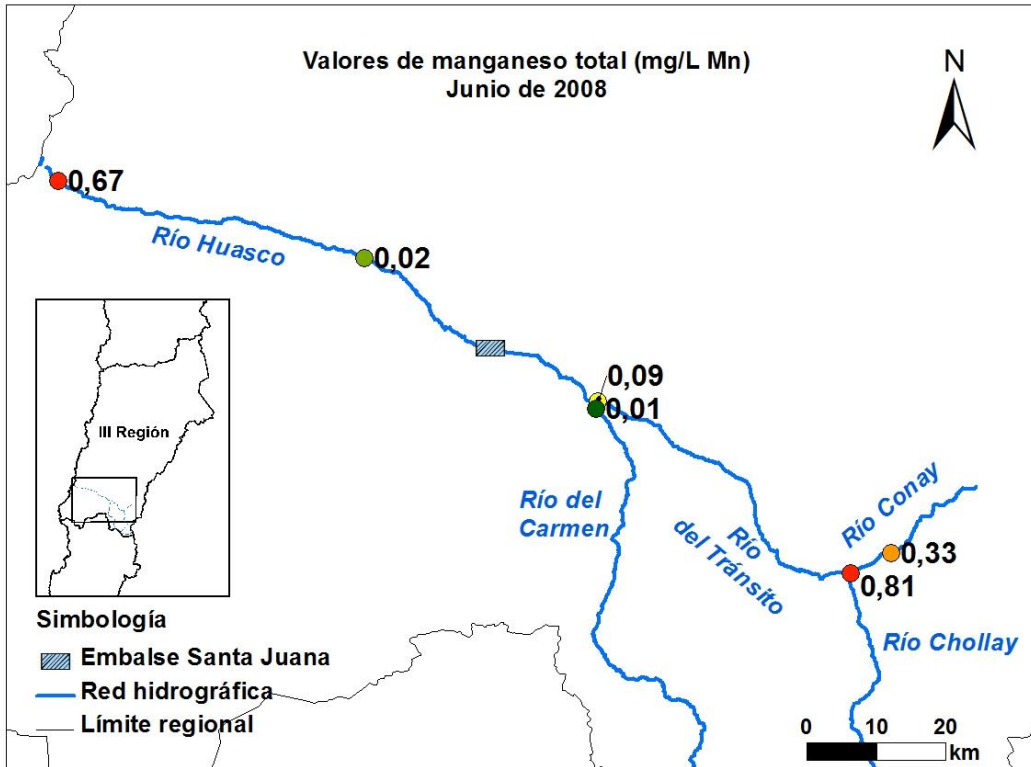 Valores de manganeso total (mg/L Mn)
Junio de 2008
N
0,67
Río Huasco
0,02
0,09
0,01
III Región
Río del
Carmen
Río
del Tránsito
Río Conay
0,33
0,81
Río Chollay
Simbología
Embalse Santa Juana
Red hidrográfica
Límite regional
0 10 20
km